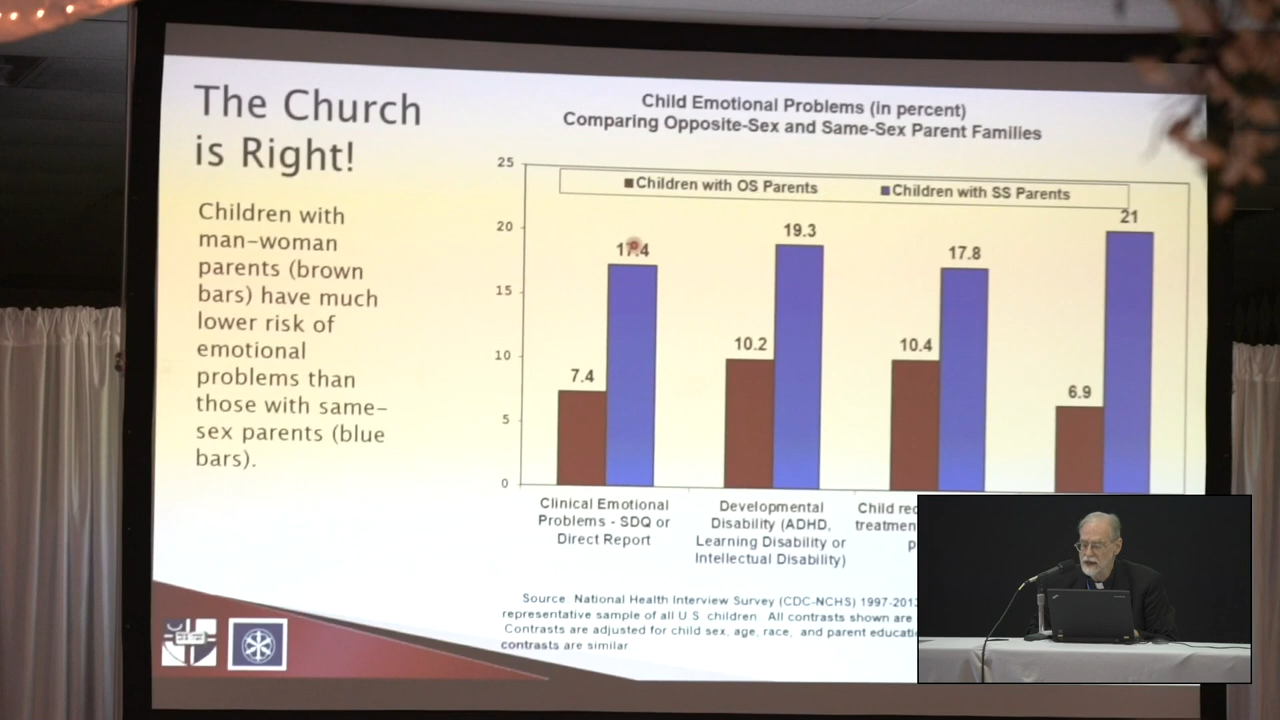 The Church
is Right!
Children with
man-woman
parents (brown
bars) have much
lower risk of
emotional
problems than
those with same-
sex parents (blue
bars).
Child Emotional Problems (in percent)
Comparing Opposite-Sex and Same-Sex Parent Families
25
Children with OS Parents
Children with SS Parents
20
15
10
5
0
7.4
17.4
10.2
19.3
10.4
17.8
6.9
21
Clinical Emotional
Problems - SDQ or
Direct Report
Developmental
Disability (ADHD,
Learning Disability or
Intellectual Disability)
Child
Source: National Health Interview Survey (CDC-NCHS)
representative sample of all U.S. children. All contrasts shown are
Contrasts are adjusted for child sex, age, race, and parent
contrasts are similar